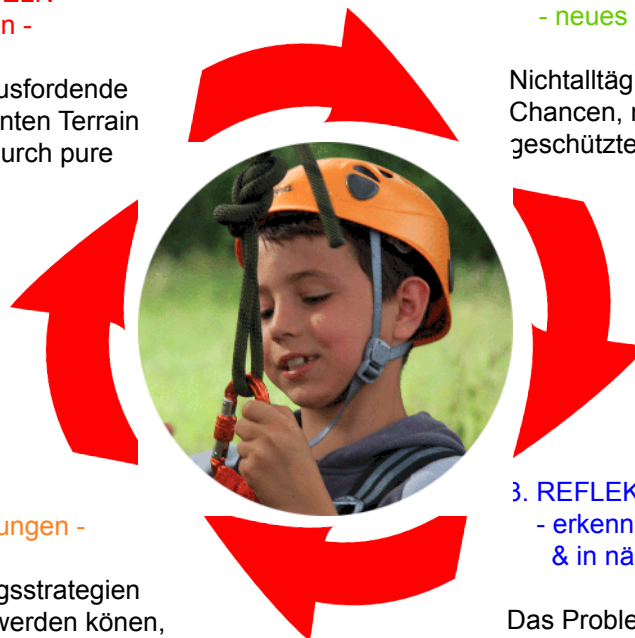 n -
usfordende
nten Terrain
urch pure
- neues
Nichtalltäg
Chancen, r
geschützte
3. REFLEK
- erkenn
& in nä
Das Proble
ungen -
gsstrategien
werden könen,